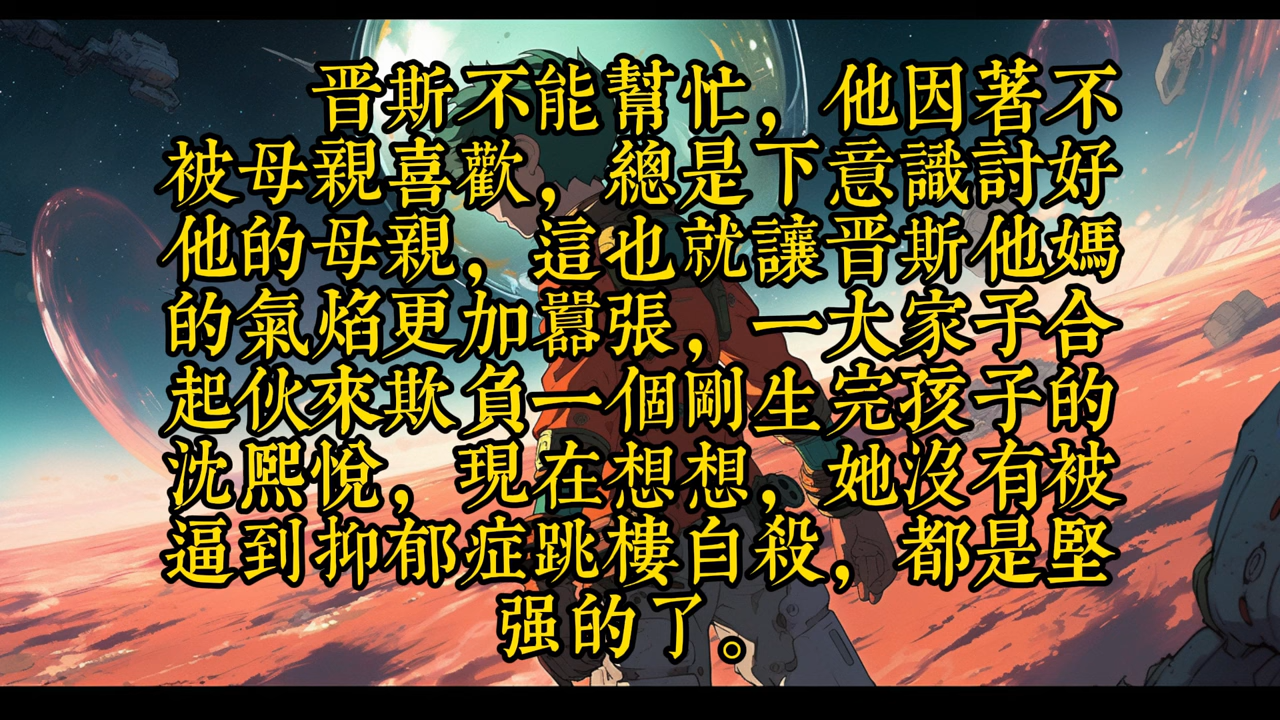 晋斯不能幫忙，他因著不
被母親喜歡，總是下意識討好
他的母親，這也就讓晋斯他媽
的氣焰更加囂張，一大家子合
起伙來欺負一個剛生完孩子的
沈熙悅，現在想想，她沒有被
逼到抑郁症跳樓自殺，都是堅
强的了。